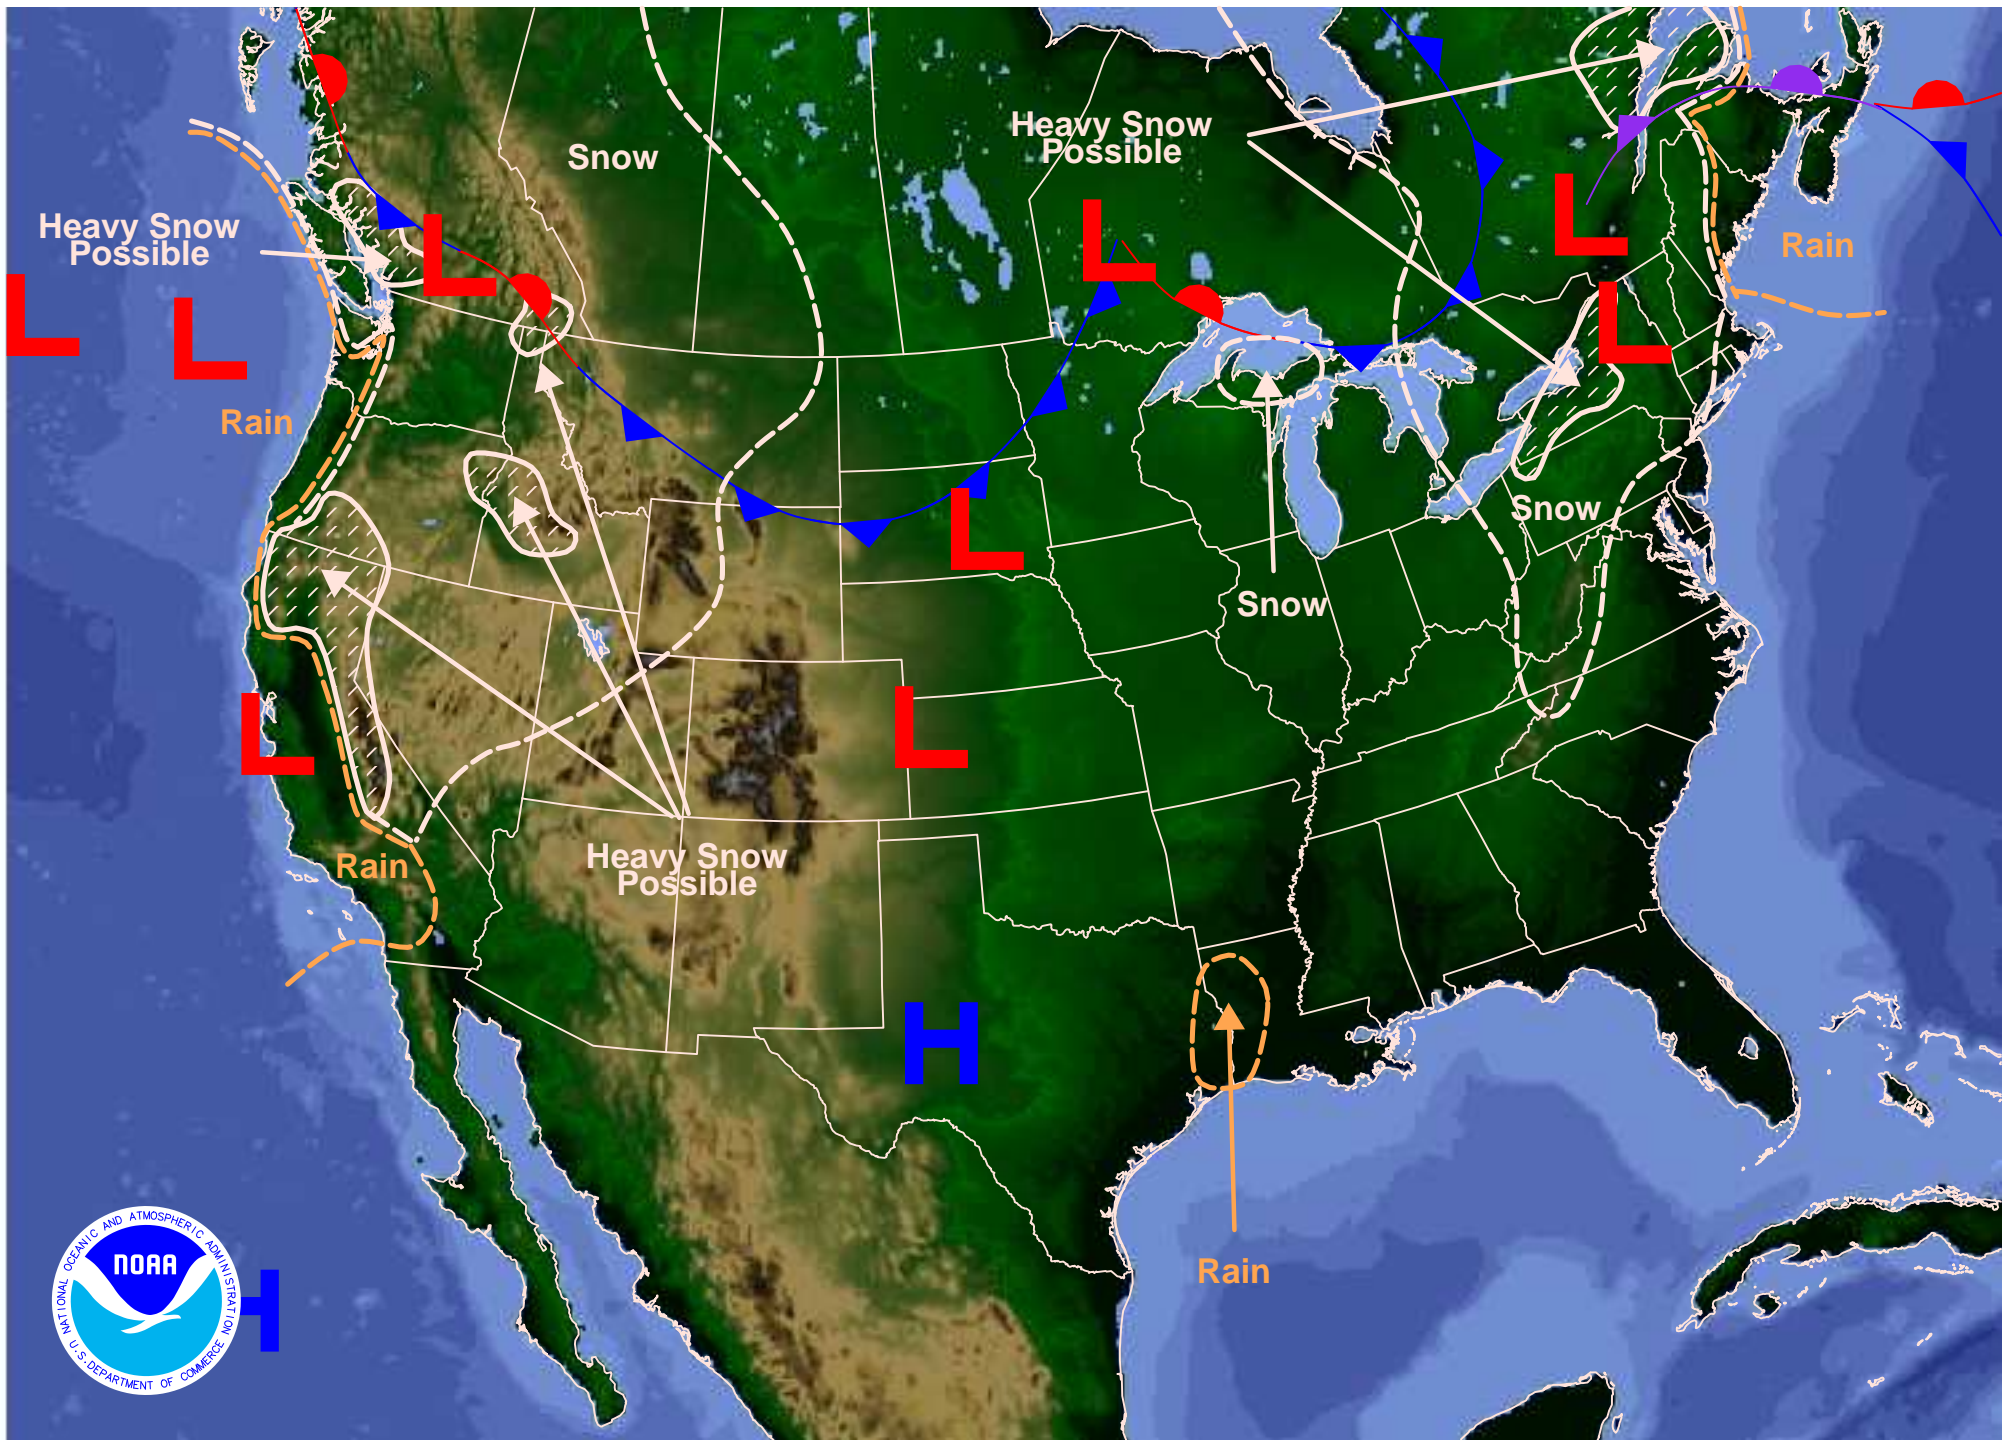 Heavy Snow
Possible
Snow
Heavy Snow
Possible
L
L
L
L
L
L
Rain
L
L
Rain
Snow
L
Snow
L
L
Rain
Heavy Snow
Possible
H
Rain
H
NOAA
NATIONAL OCEANIC AND ATMOSPHERIC ADMINISTRATION
U.S. DEPARTMENT OF COMMERCE